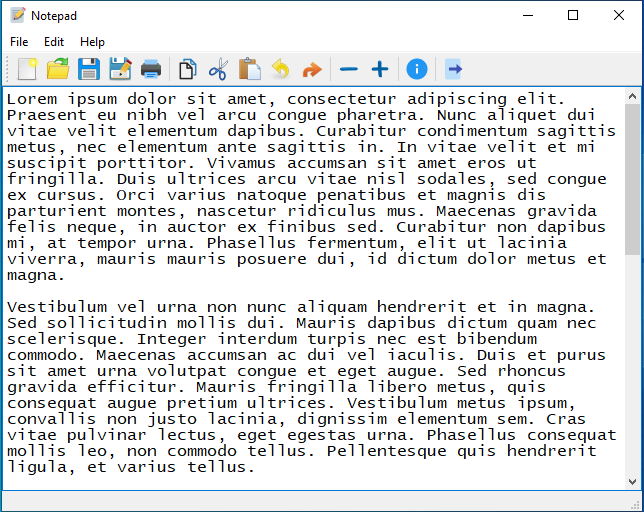 Notepad
File Edit Help
Lorem ipsum dolor sit amet, consectetur adipiscing elit.
Praesent eu nibh vel arcu congue pharetra. Nunc aliquet dui
vitae velit elementum dapibus. Curabitur condimentum sagittis
metus, nec elementum ante sagittis in. In vitae velit et mi
suscipit porttitor. Vivamus accumsan sit amet eros ut
fringilla. Duis ultrices arcu vitae nisl sodales, sed congue
ex cursus. Orci varius natoque penatibus et magnis dis
parturient montes, nascetur ridiculus mus. Maecenas gravida
felis neque, in auctor ex finibus sed. Curabitur non dapibus
mi, at tempor urna. Phasellus fermentum, elit ut lacinia
viverra, mauris mauris posuere dui, id dictum dolor metus et
magna.
Vestibulum vel urna non nunc aliquam hendrerit et in magna.
Sed sollicitudin mollis dui. Mauris dapibus dictum quam nec
scelerisque. Integer interdum turpis nec est bibendum
commodo. Maecenas accumsan ac dui vel iaculis. Duis et purus
sit amet urna volutpat congue et eget augue. Sed rhoncus
gravida efficitur. Mauris fringilla libero metus, quis
consequat augue pretium ultrices. Vestibulum metus ipsum,
convallis non justo lacinia, dignissim elementum sem. Cras
vitae pulvinar lectus, eget egestas urna. Phasellus consequat
mollis leo, non commodo tellus. Pellentesque quis hendrerit
ligula, et varius tellus.